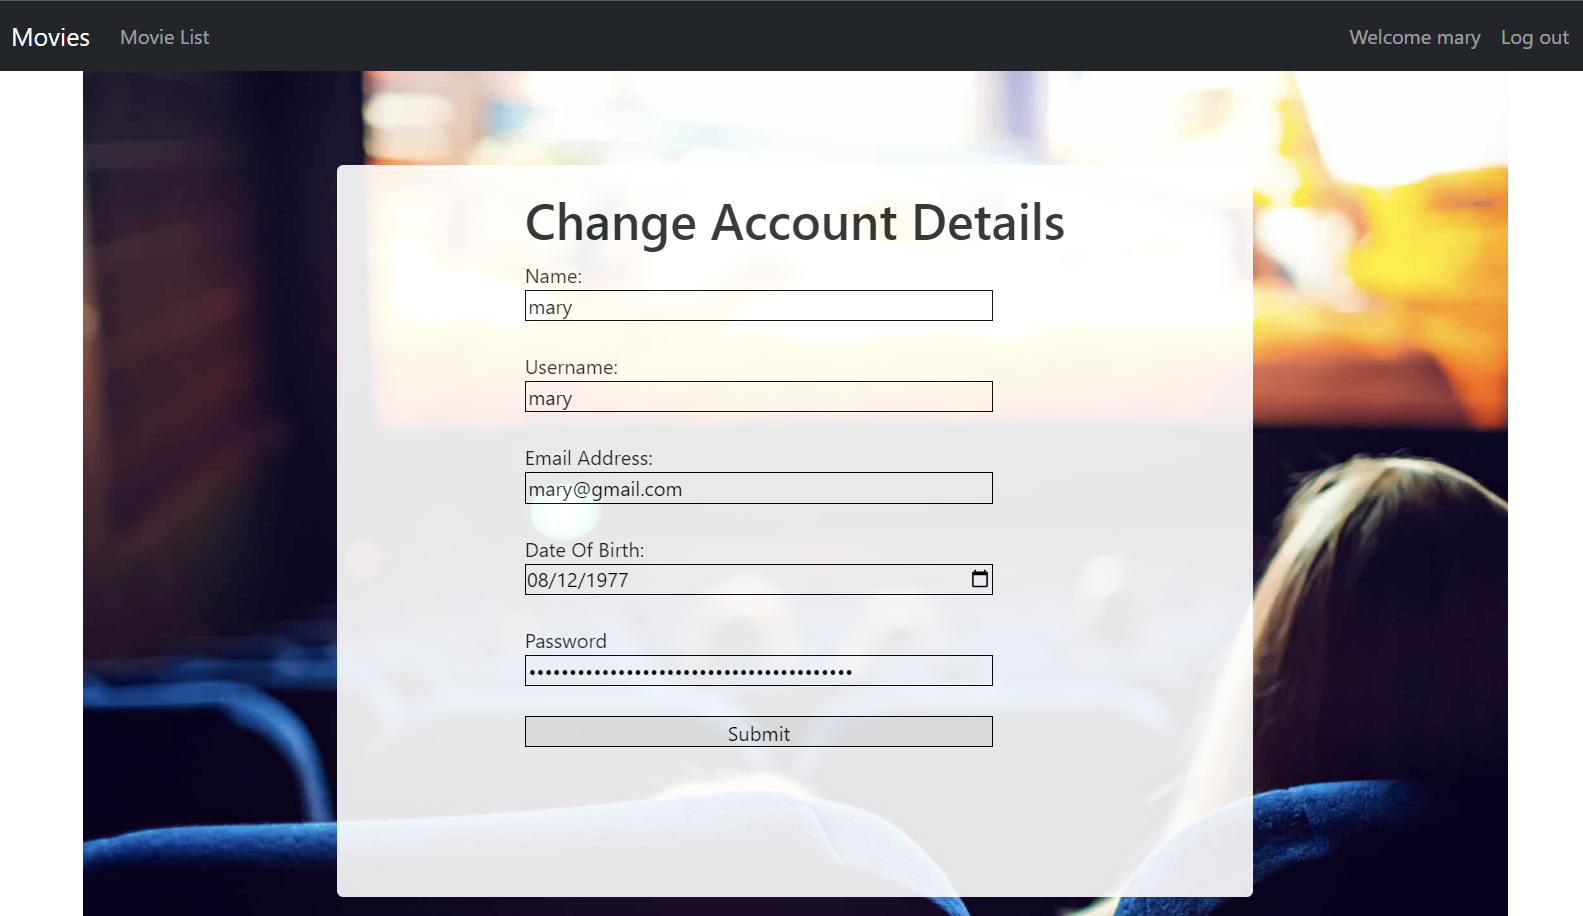 Movies Movie List Welcome mary Log out
Change Account Details
Name:
mary
Username:
mary
Email Address:
mary@gmail.com
Date Of Birth:
08/12/1977
Password
••••••••••••••••••••••••••••••••••••••••
Submit